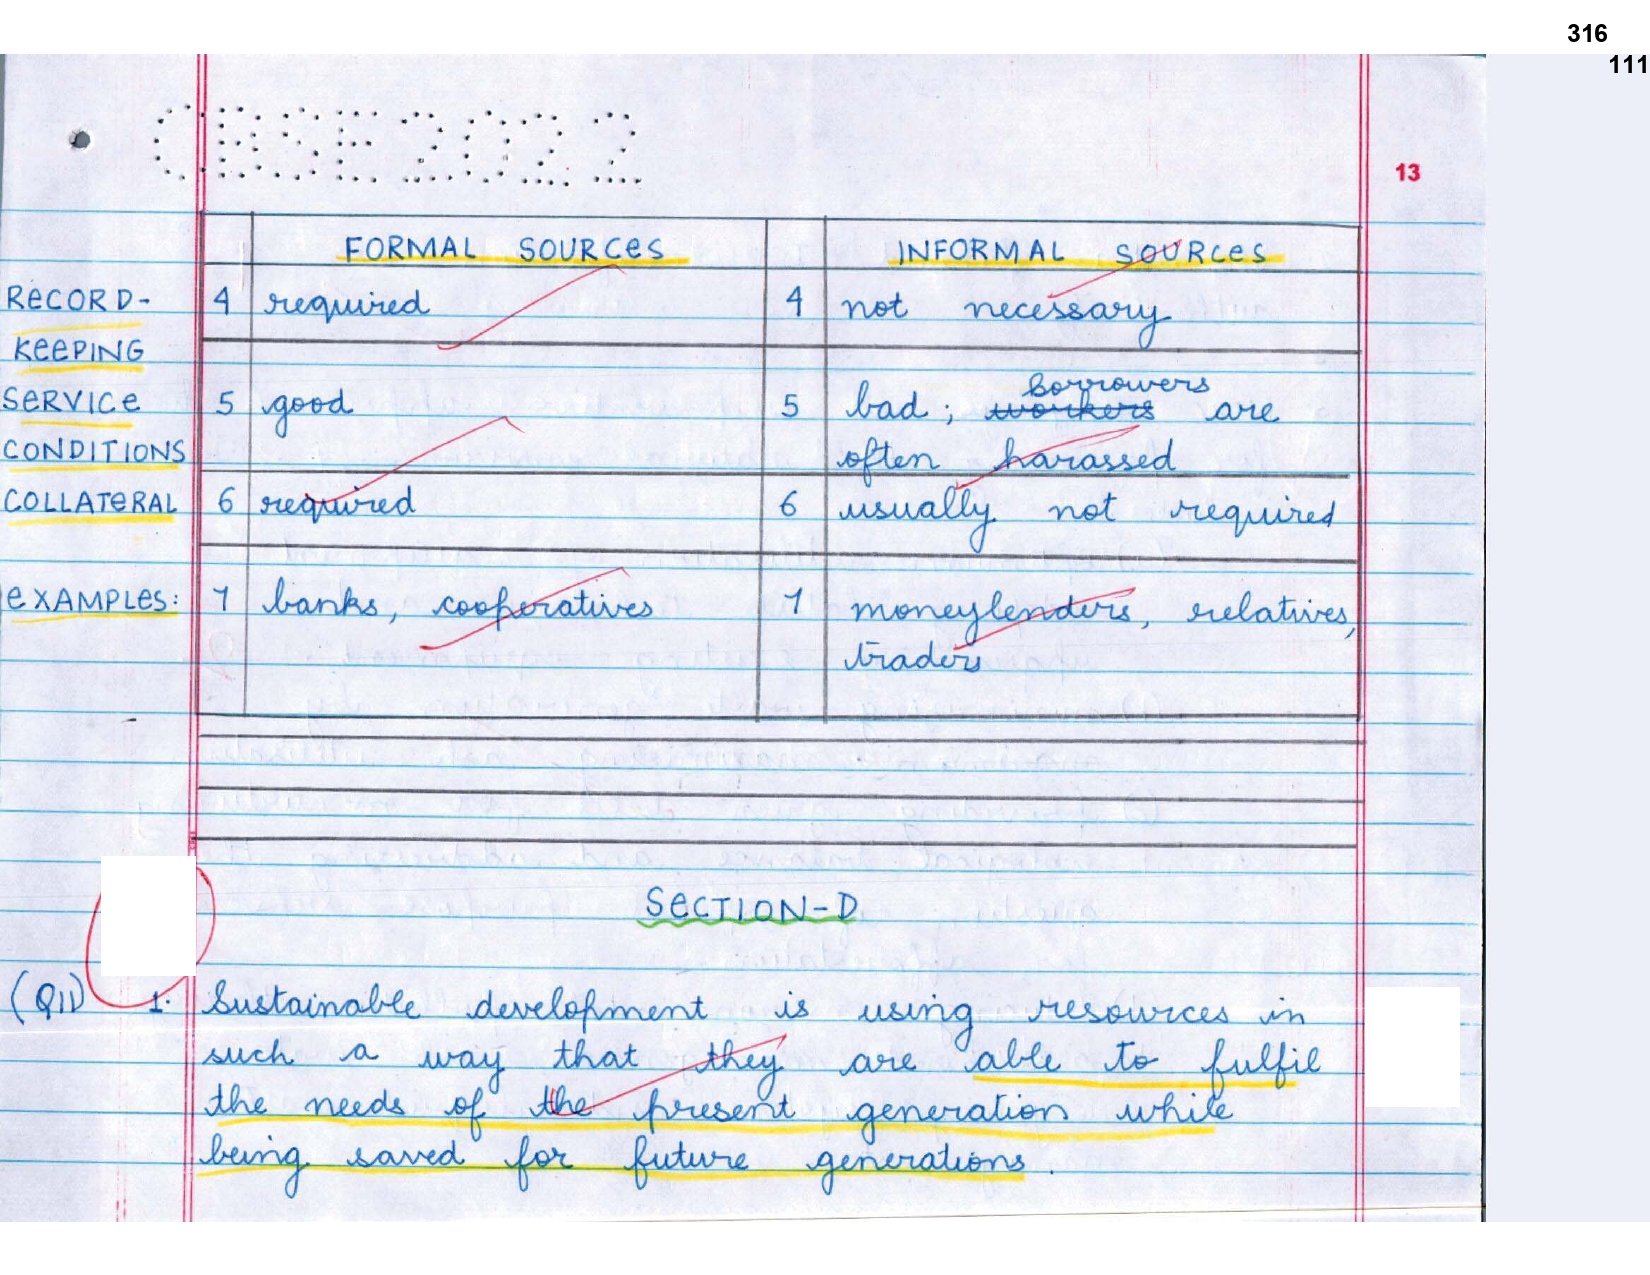 316
111
CBSE2022
13
FORMAL SOURCES INFORMAL SOURCES
RECORD- 4 required 4 not necessary
KEEPING
SERVICE 5 good 5 bad; workers borrowers are
CONDITIONS often harassed
COLLATERAL 6 required 6 usually not required
EXAMPLES: 7 banks, cooperatives 7 moneylenders, relatives,
traders
SECTION-D
(Q11) 1. Sustainable development is using resources in
such a way that they are able to fulfil
the needs of the present generation while
being saved for future generations.